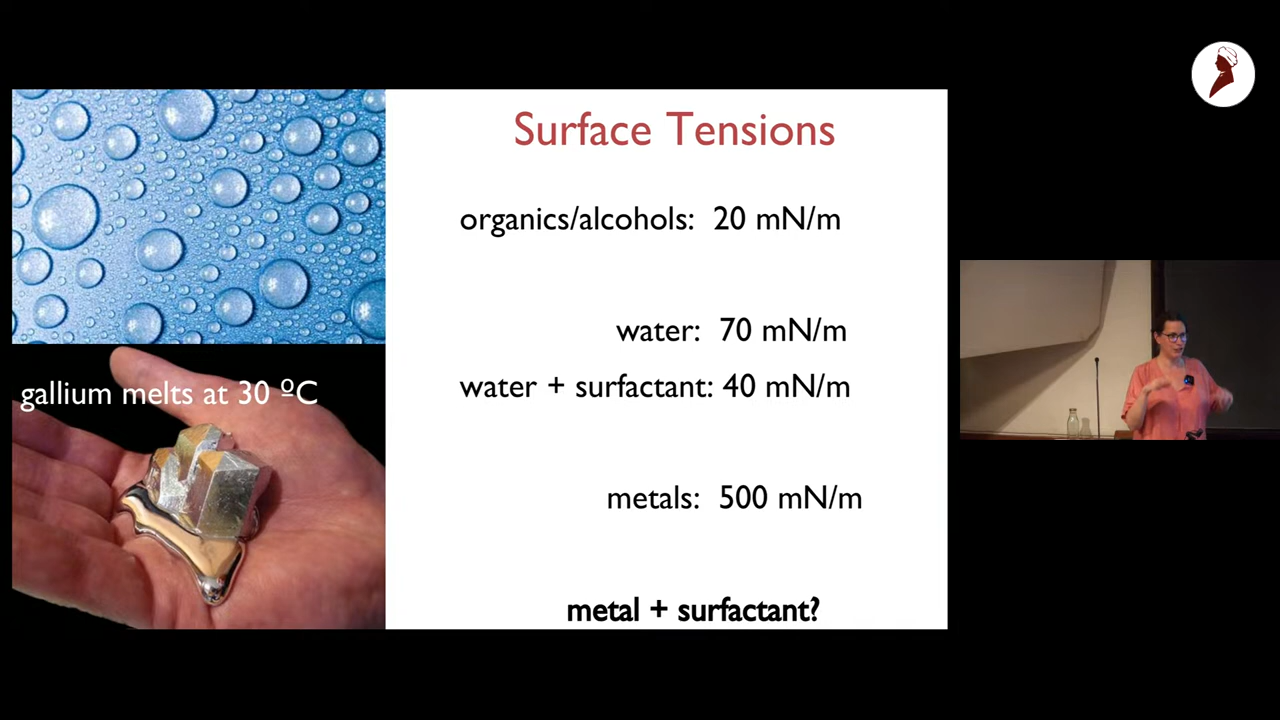 Surface Tensions
organics/alcohols: 20 mN/m
water: 70 mN/m
water + surfactant: 40 mN/m
metals: 500 mN/m
metal + surfactant?
gallium melts at 30 ºC